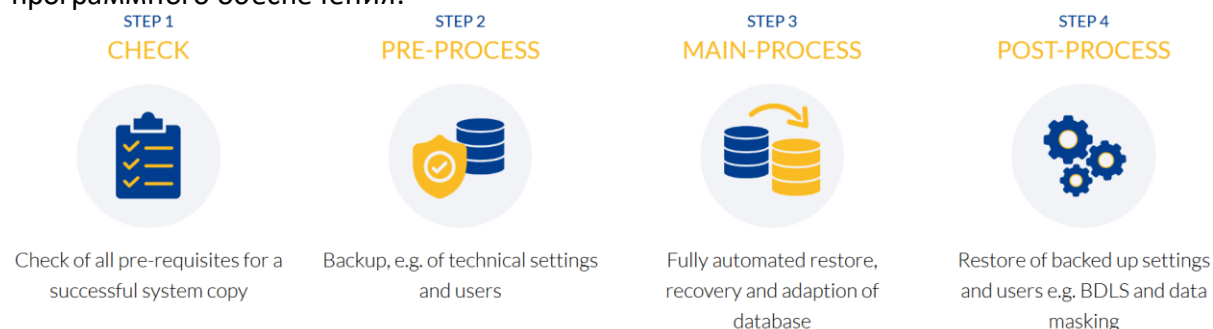 программного обеспечения.
STEP 1
CHECK
Check of all pre-requisites for a
successful system copy
STEP 2
PRE-PROCESS
Backup, e.g. of technical settings
and users
STEP 3
MAIN-PROCESS
Fully automated restore,
recovery and adaption of
database
STEP 4
POST-PROCESS
Restore of backed up settings
and users e.g. BDLS and data
masking